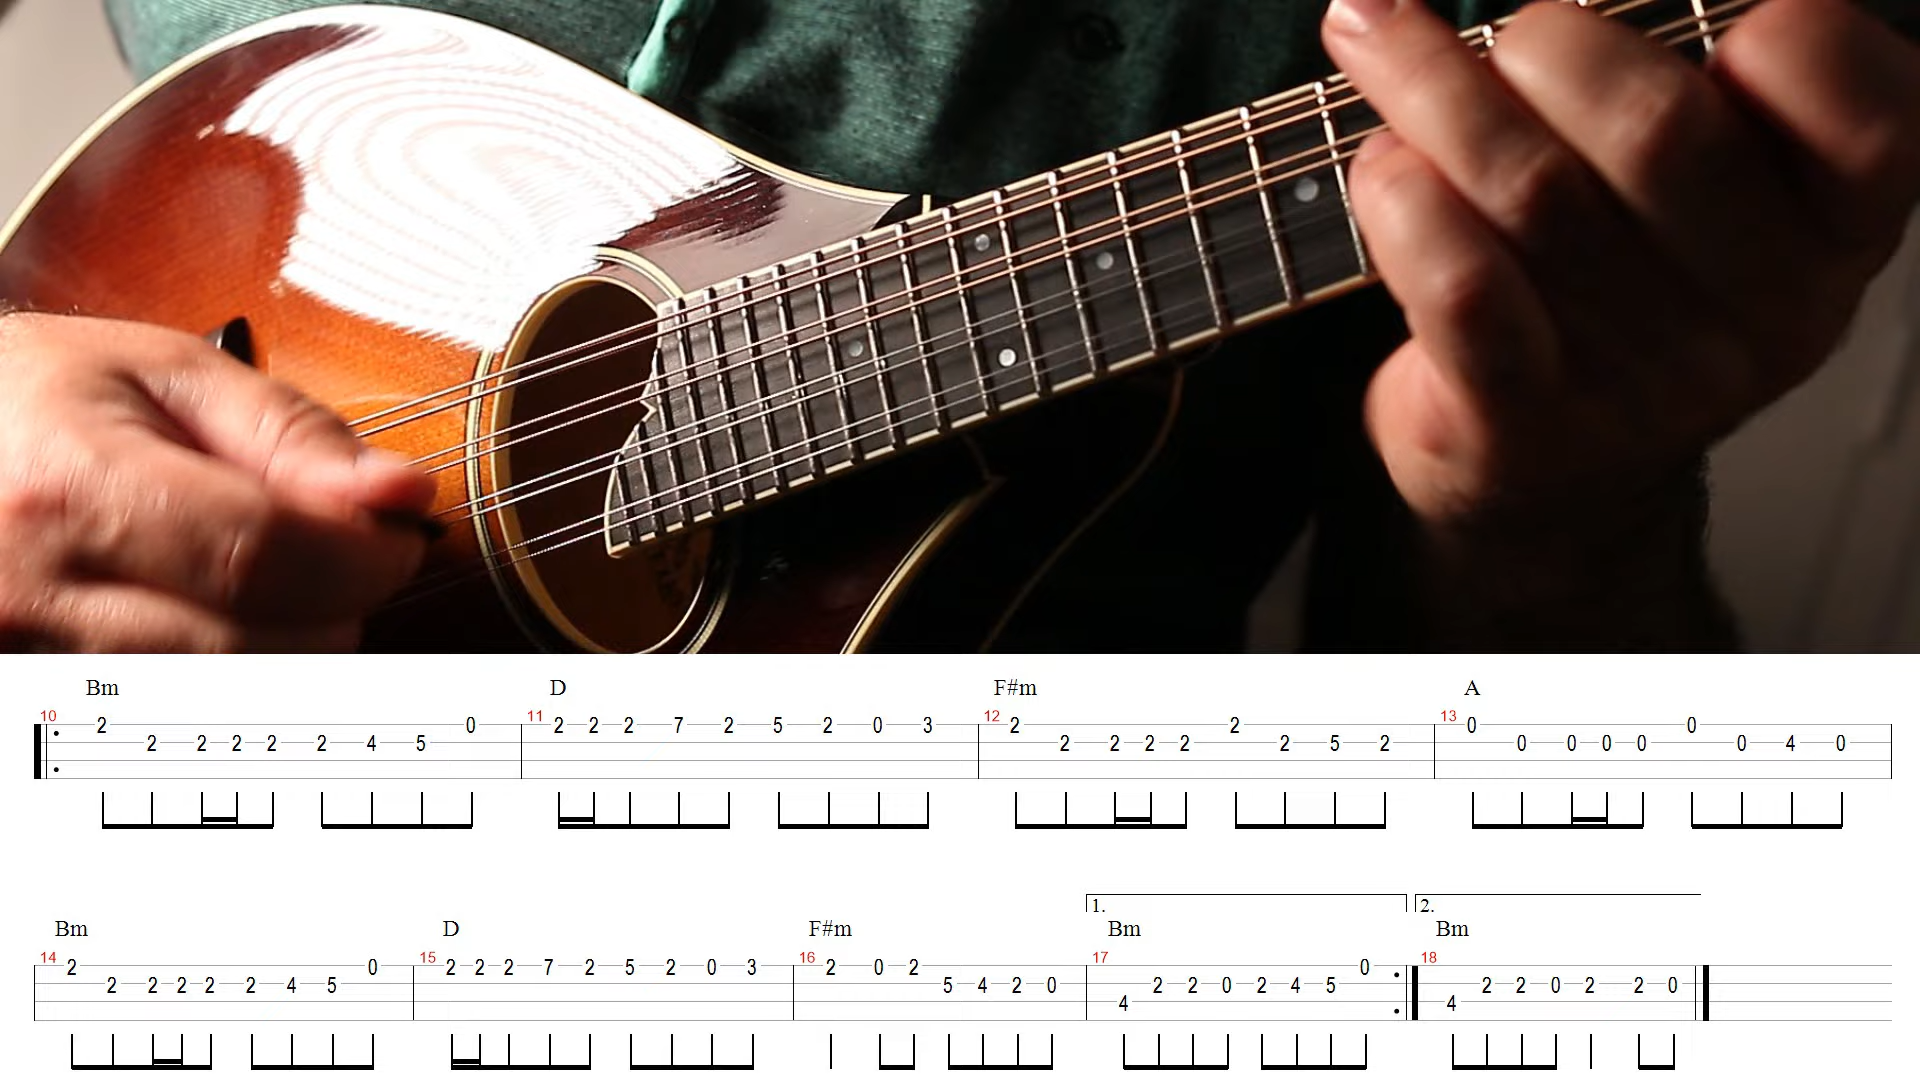 Bm D F#m A
10 11 12 13
2 0 2 2 2 7 2 5 2 0 3 2 2 0 0
2 2 2 2 2 4 5 2 2 2 2 2 5 2 0 0 0 0 0 4 0
1. 2.
Bm D F#m Bm Bm
14 15 16 17 18
2 0 2 2 2 7 2 5 2 0 3 2 0 2 0
2 2 2 2 2 4 5 5 4 2 0 2 2 0 2 4 5 2 2 0 2 2 0
4 4